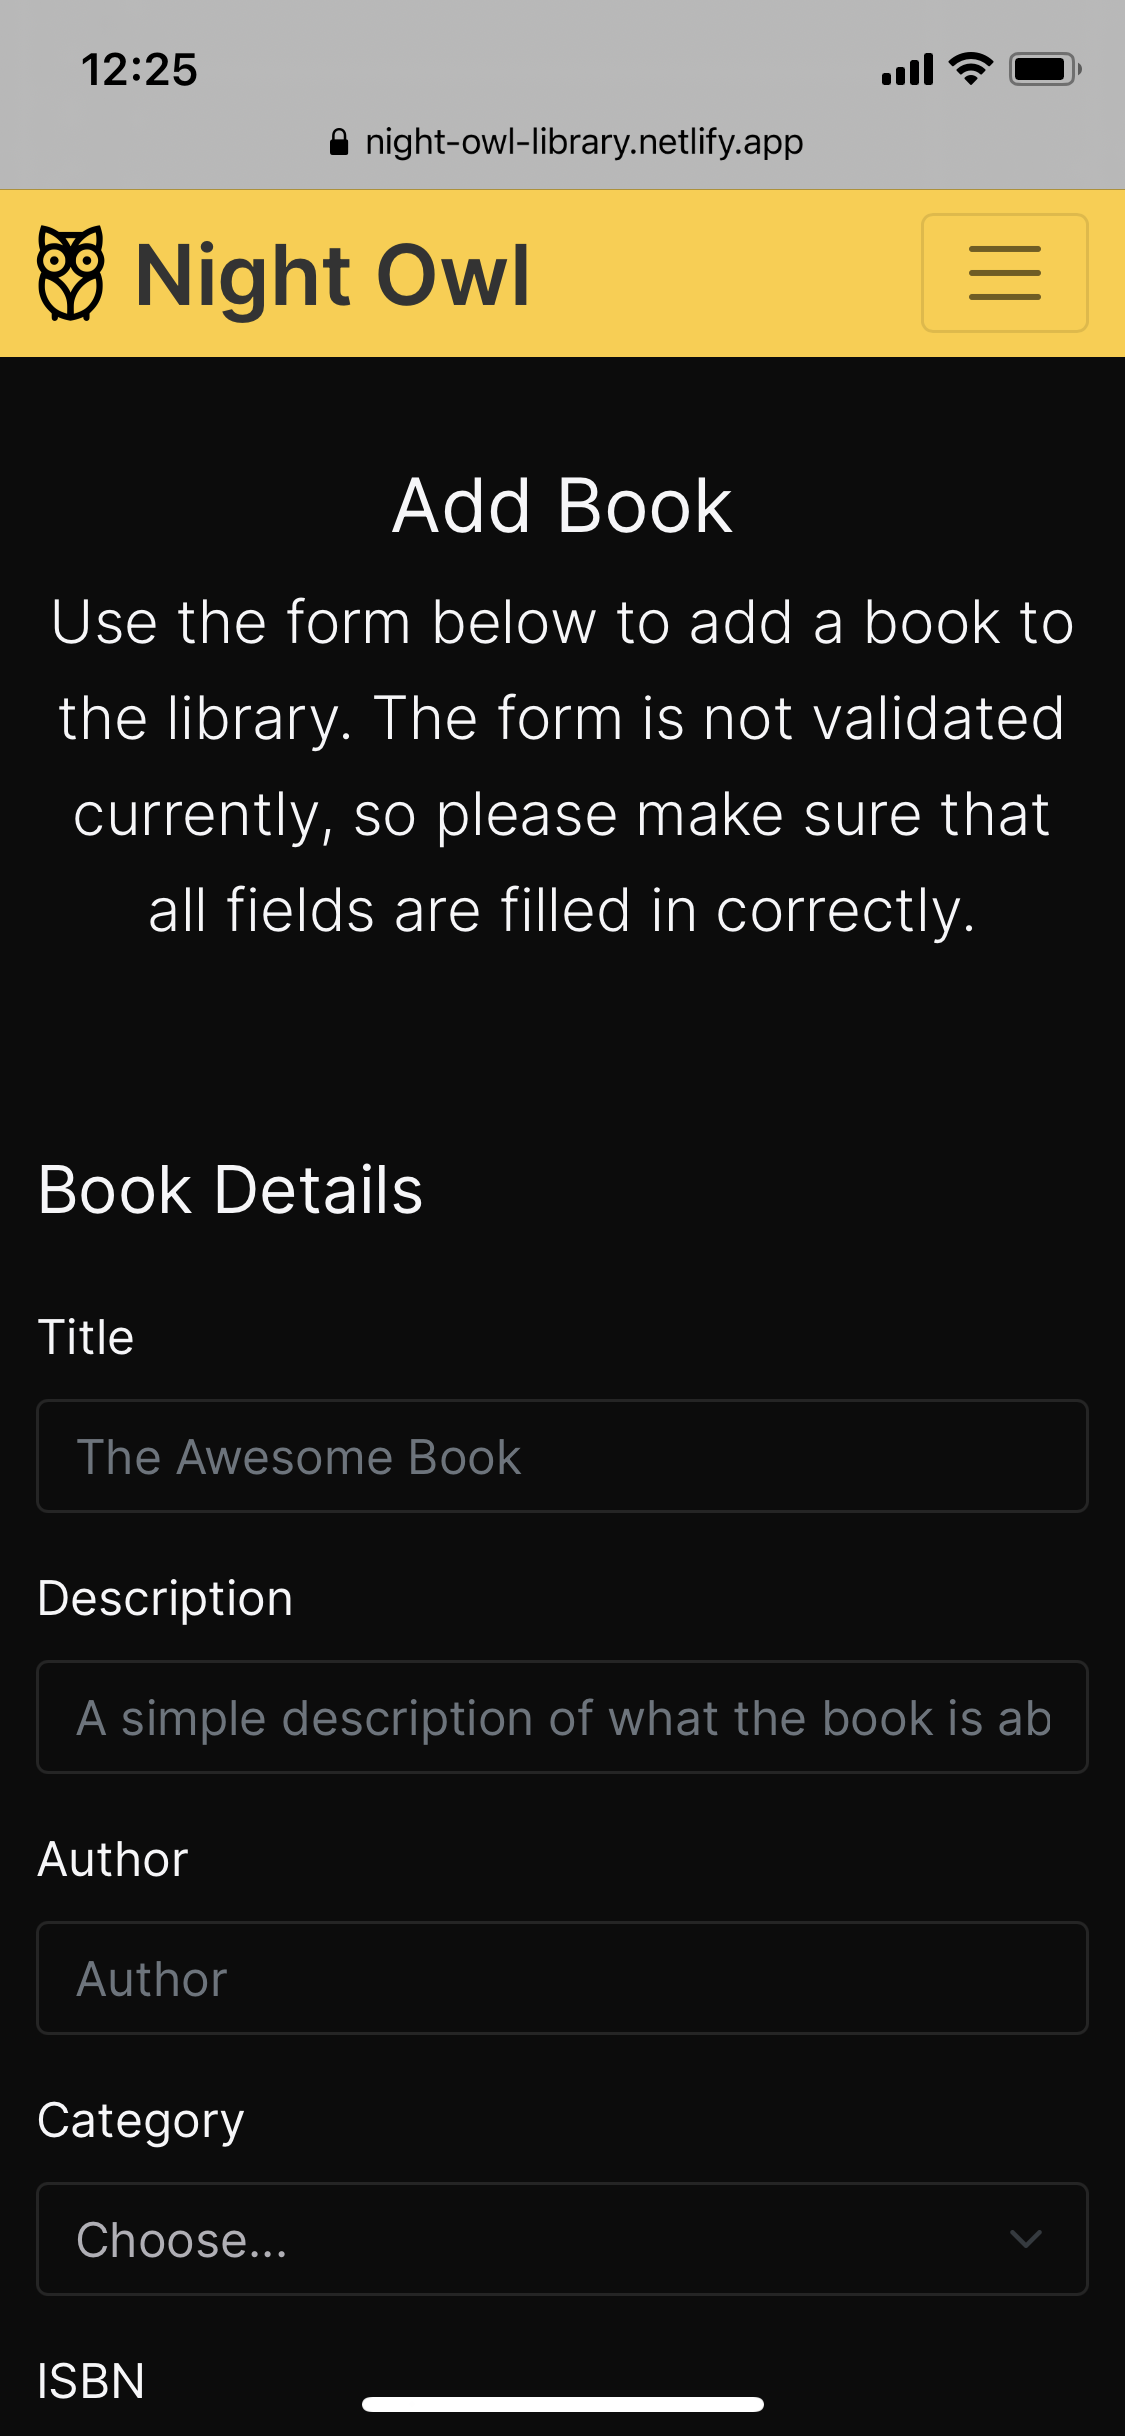 12:25
night-owl-library.netlify.app
Night Owl
Add Book
Use the form below to add a book to
the library. The form is not validated
currently, so please make sure that
all fields are filled in correctly.
Book Details
Title
The Awesome Book
Description
A simple description of what the book is ab
Author
Author
Category
Choose...
ISBN